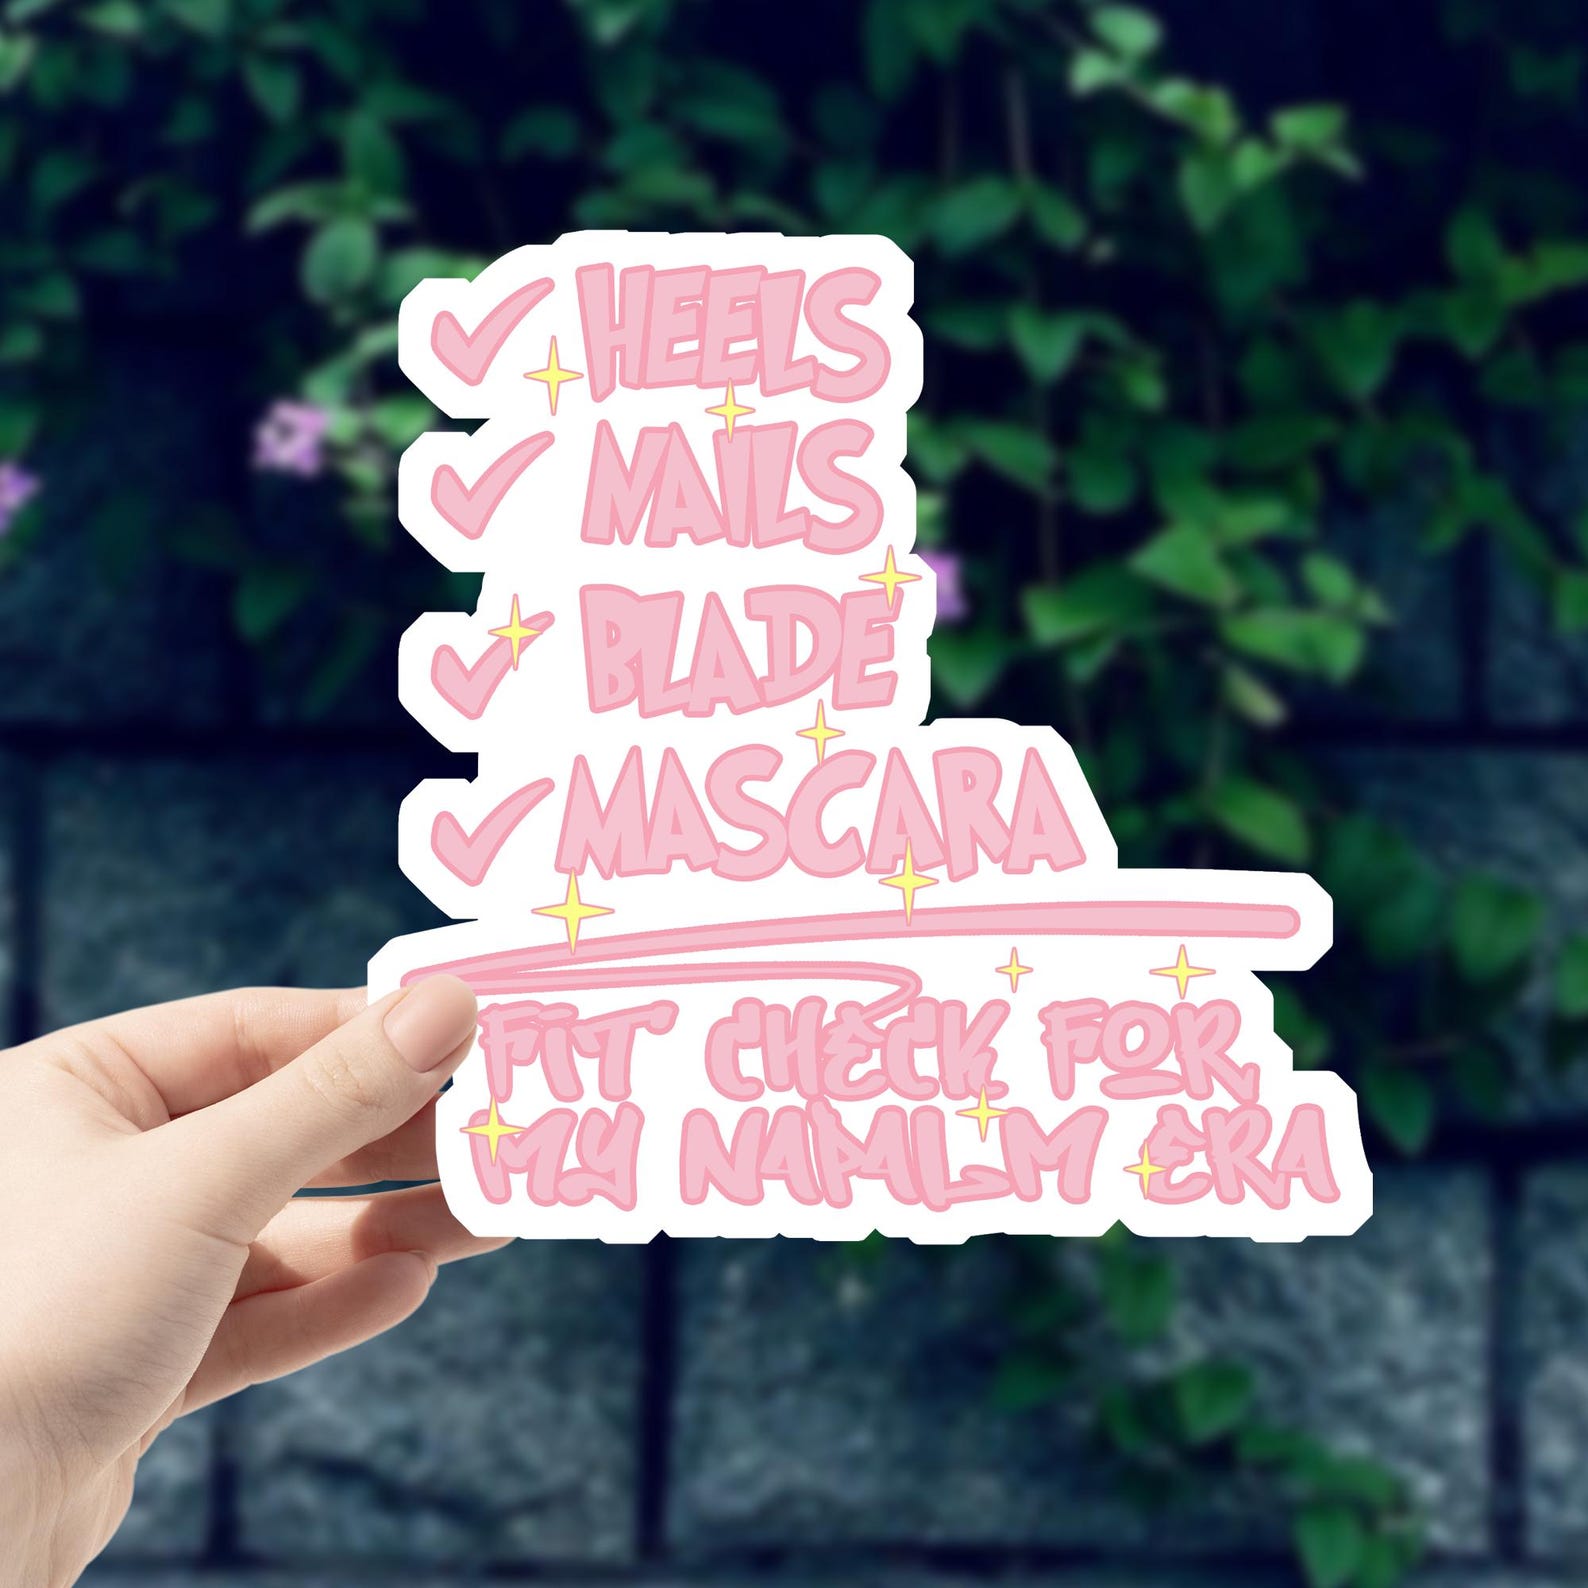 HEELS
NAILS
BLADE
MASCARA
FIT CHECK FOR
MY NAPALM ERA